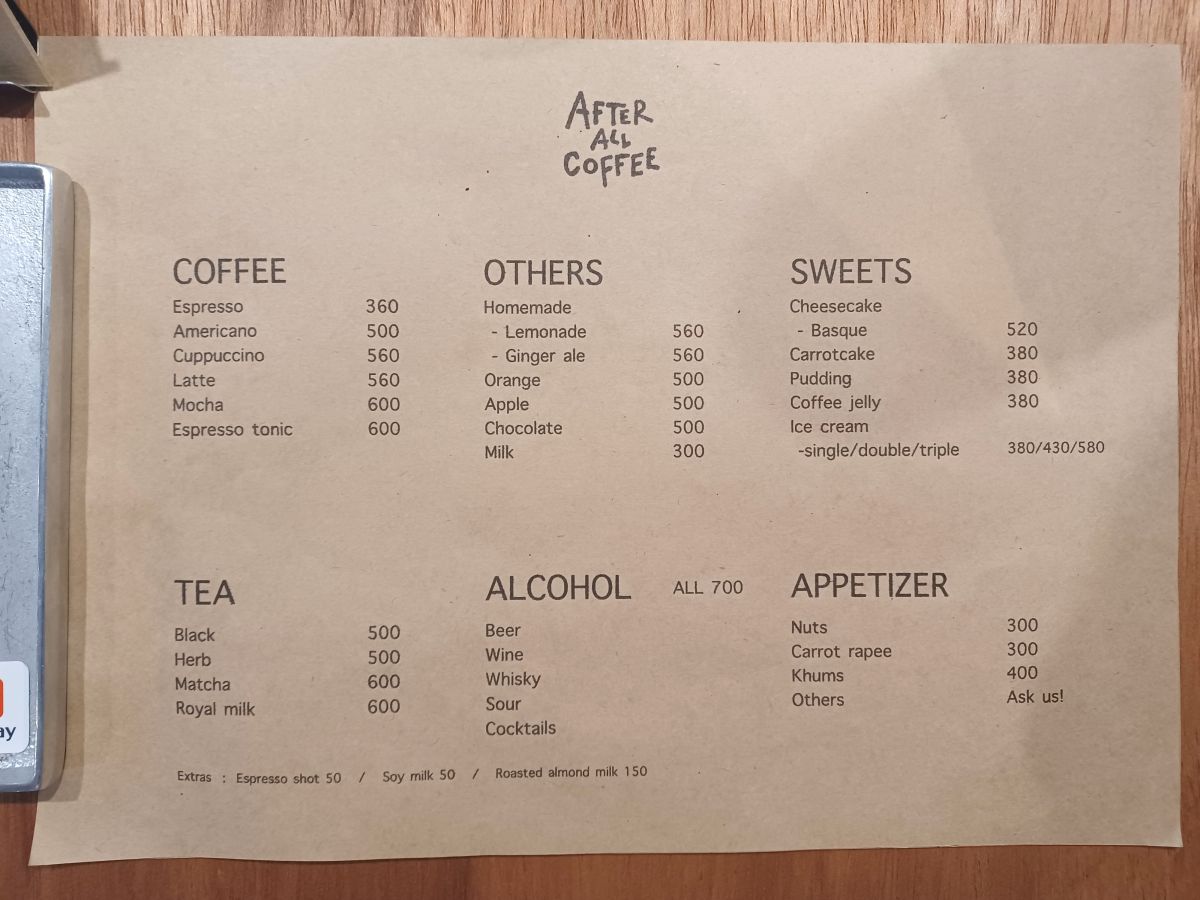 AFTER
ALL
COFFEE
COFFEE
Espresso 360
Americano 500
Cuppuccino 560
Latte 560
Mocha 600
Espresso tonic 600
OTHERS
Homemade
- Lemonade 560
- Ginger ale 560
Orange 500
Apple 500
Chocolate 500
Milk 300
SWEETS
Cheesecake
- Basque 520
Carrotcake 380
Pudding 380
Coffee jelly 380
Ice cream
-single/double/triple 380/430/580
TEA
Black 500
Herb 500
Matcha 600
Royal milk 600
ALCOHOL ALL 700
Beer
Wine
Whisky
Sour
Cocktails
APPETIZER
Nuts 300
Carrot rapee 300
Khums 400
Others Ask us!
Extras : Espresso shot 50 / Soy milk 50 / Roasted almond milk 150